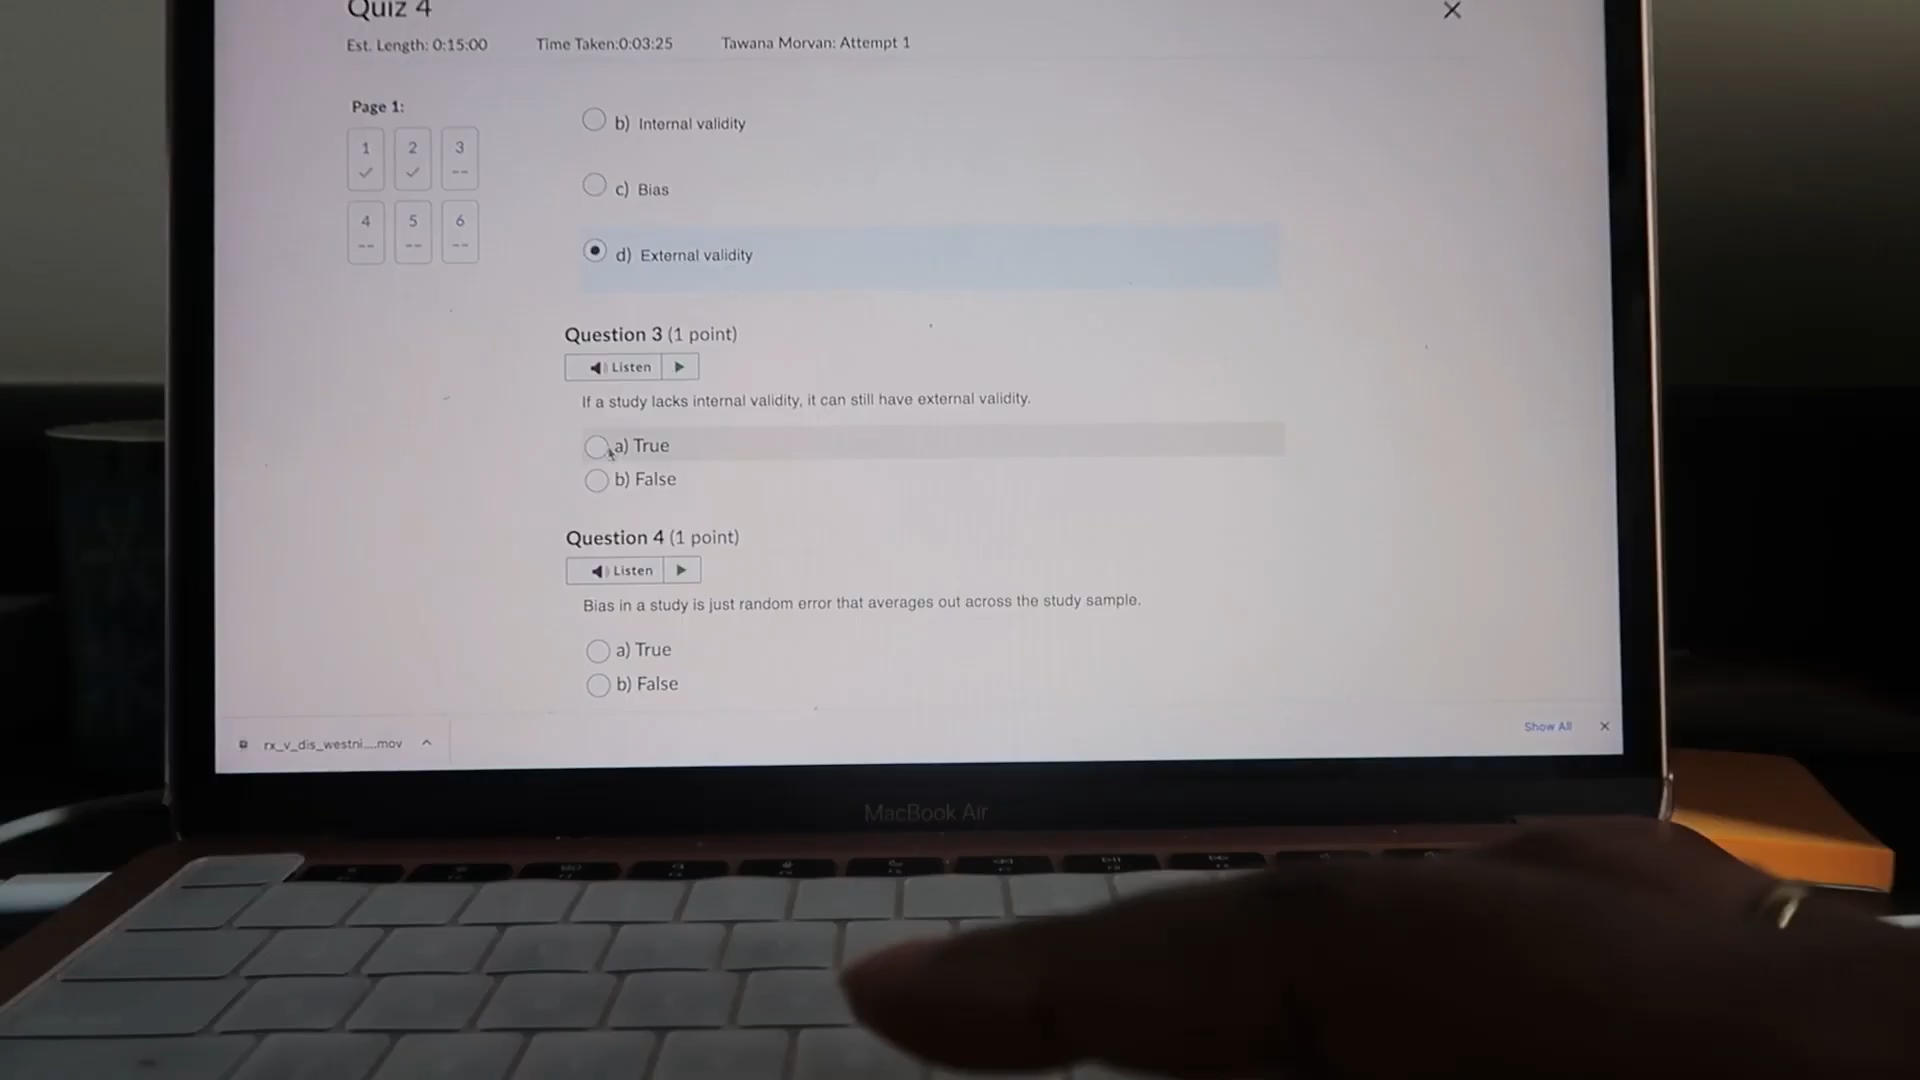 Quiz 4
Est. Length: 0:15:00 Time Taken:0:03:25 Tawana Morvan: Attempt 1
Page 1:
1 2 3
--
4 5 6
-- -- --
b) Internal validity
c) Bias
d) External validity
Question 3 (1 point)
Listen
If a study lacks internal validity, it can still have external validity.
a) True
b) False
Question 4 (1 point)
Listen
Bias in a study is just random error that averages out across the study sample.
a) True
b) False
rx_v_dis_westni....mov
Show All
MacBook Air